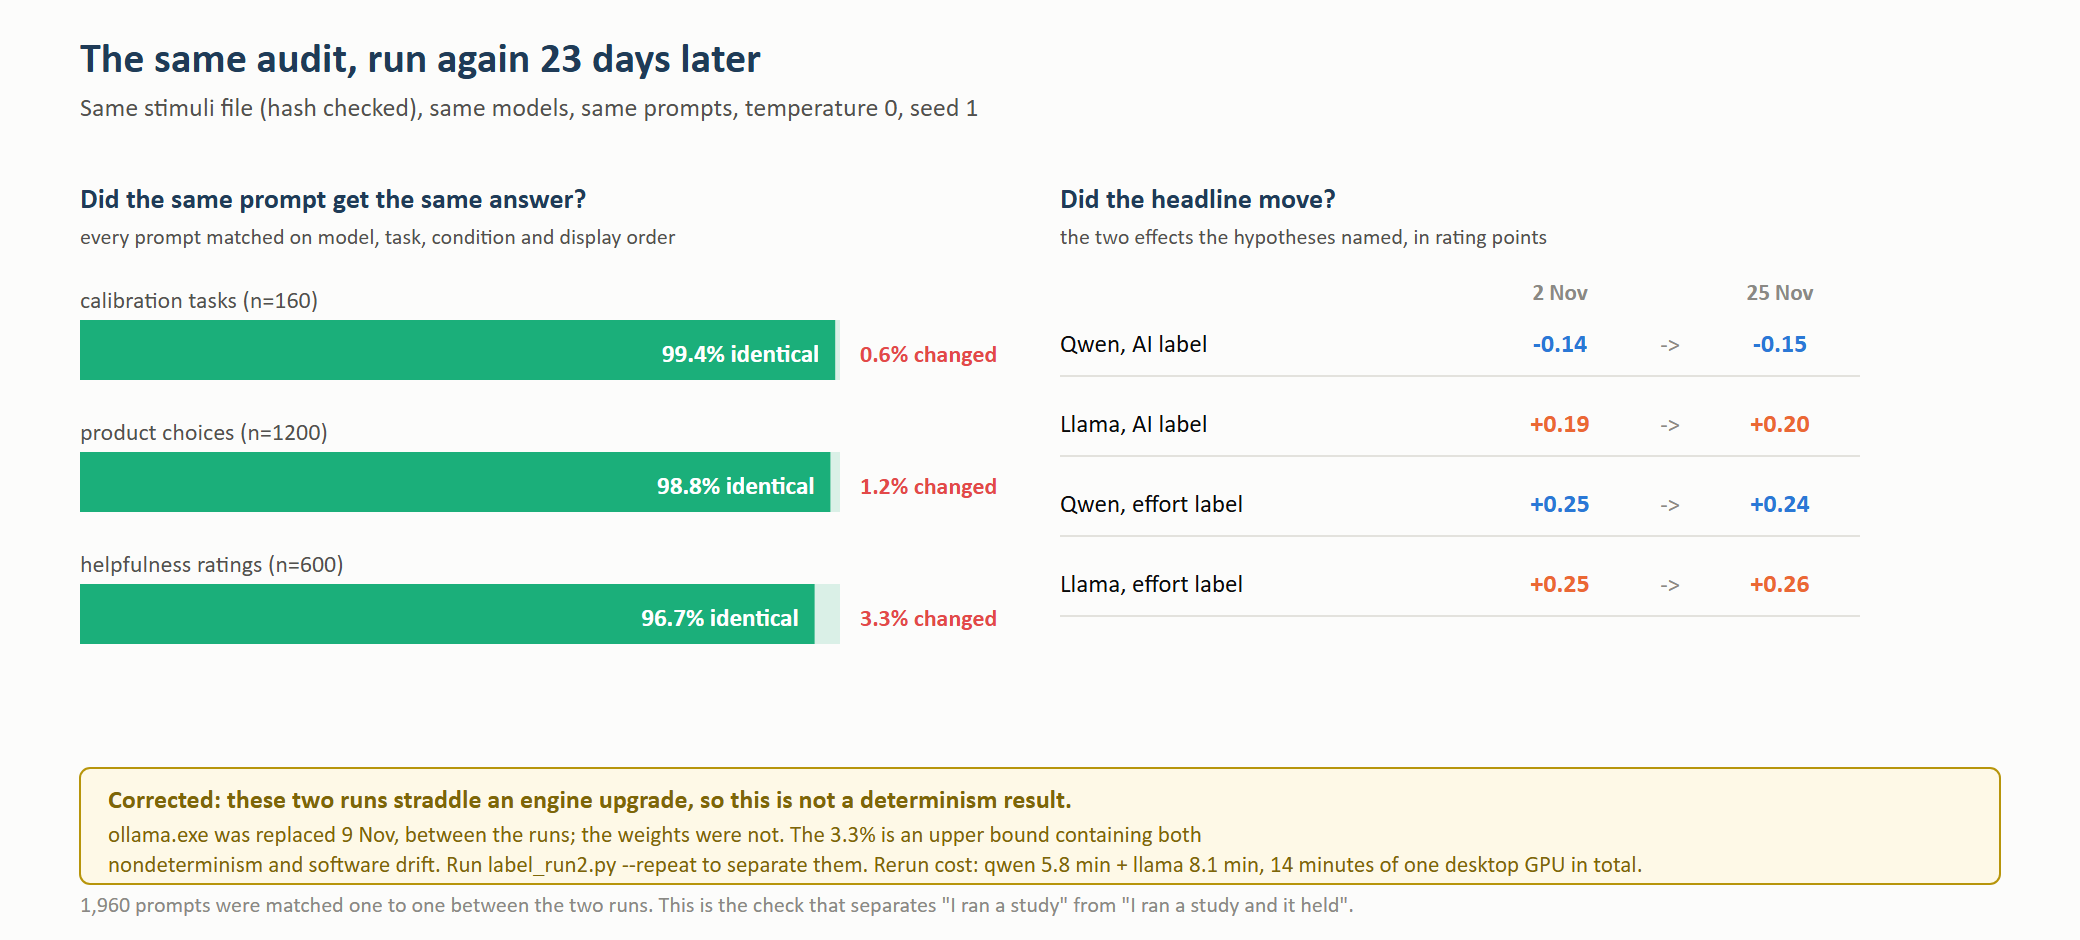 The same audit, run again 23 days later
Same stimuli file (hash checked), same models, same prompts, temperature 0, seed 1
Did the same prompt get the same answer?
every prompt matched on model, task, condition and display order
calibration tasks (n=160)
99.4% identical
0.6% changed
product choices (n=1200)
98.8% identical
1.2% changed
helpfulness ratings (n=600)
96.7% identical
3.3% changed
Did the headline move?
the two effects the hypotheses named, in rating points
2 Nov 25 Nov
Qwen, AI label -0.14 -> -0.15
Llama, AI label +0.19 -> +0.20
Qwen, effort label +0.25 -> +0.24
Llama, effort label +0.25 -> +0.26
Corrected: these two runs straddle an engine upgrade, so this is not a determinism result.
ollama.exe was replaced 9 Nov, between the runs; the weights were not. The 3.3% is an upper bound containing both
nondeterminism and software drift. Run label_run2.py --repeat to separate them. Rerun cost: qwen 5.8 min + llama 8.1 min, 14 minutes of one desktop GPU in total.
1,960 prompts were matched one to one between the two runs. This is the check that separates "I ran a study" from "I ran a study and it held".